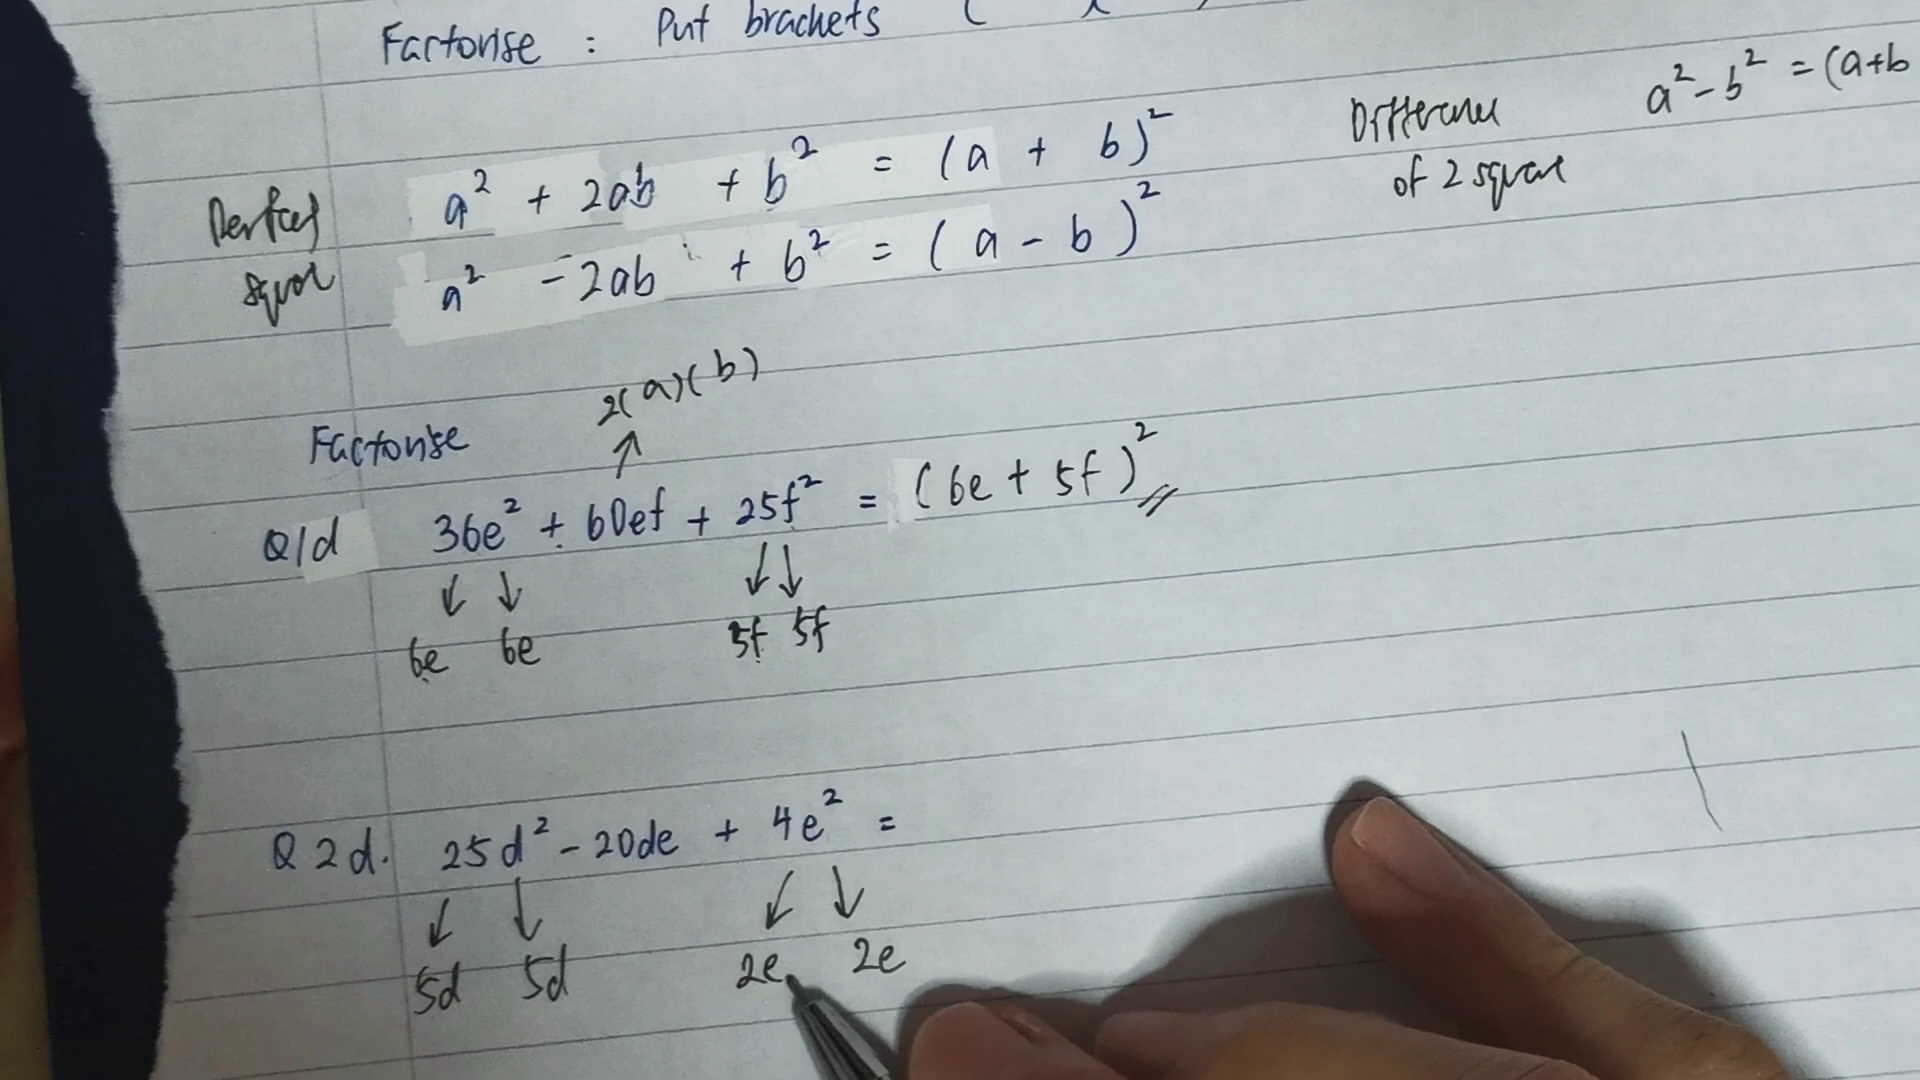 Factorise : Put brackets (
Perfect a² + 2ab + b² = (a + b)²
Square a² - 2ab + b² = (a - b)²
Difference a² - b² = (a+b
of 2 square
2(a)(b)
Factorise
Q1d 36e² + 60ef + 25f² = (6e + 5f)²
6e 6e 5f 5f
Q2d. 25d² - 20de + 4e² =
5d 5d 2e 2e